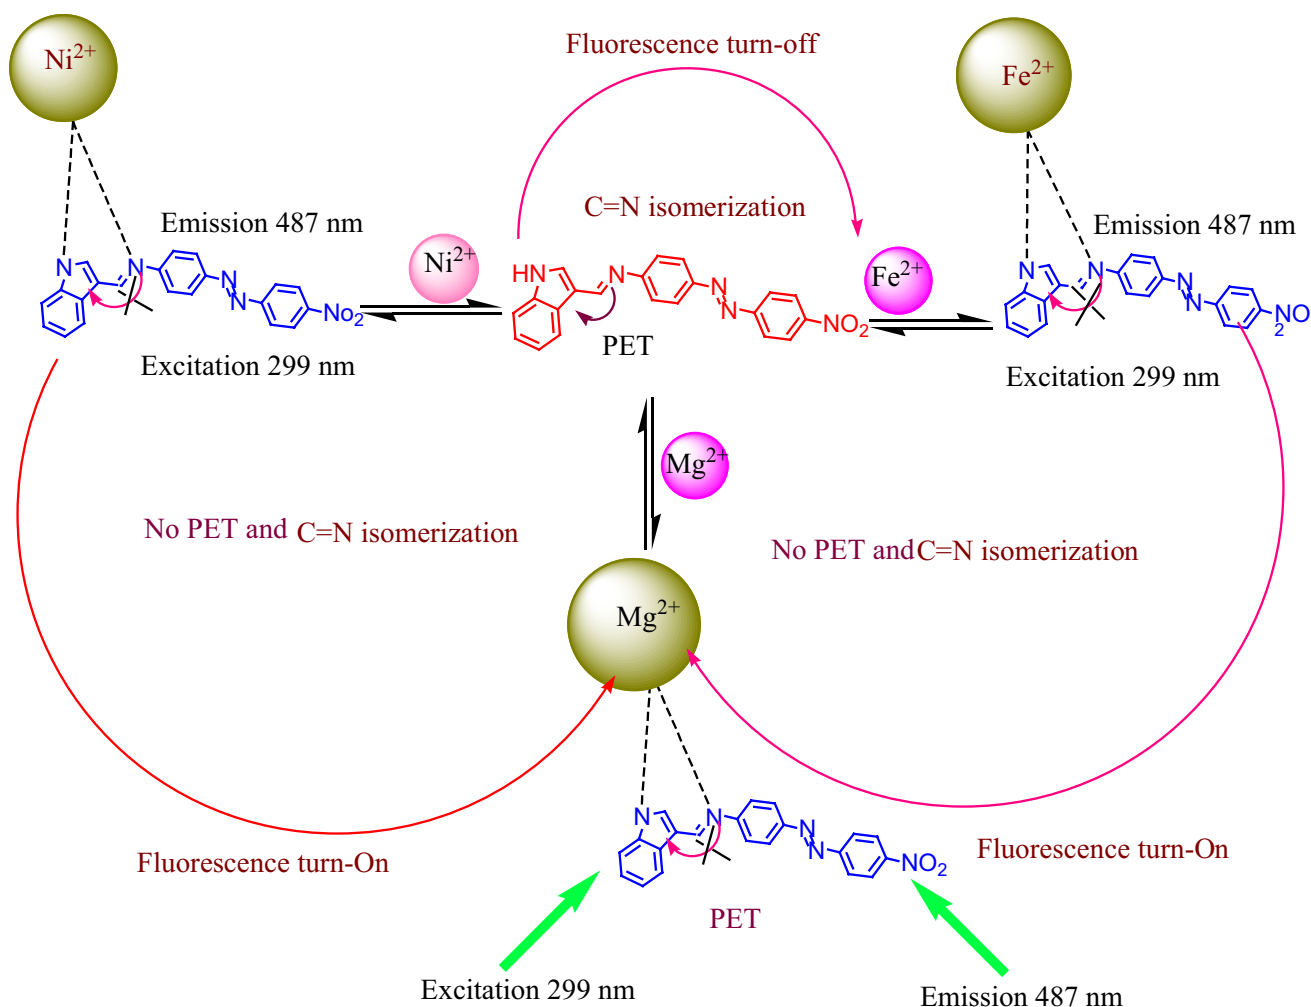 Fluorescence turn-off
Ni²⁺
Fe²⁺
C=N isomerization
Emission 487 nm
Emission 487 nm
Ni²⁺
Fe²⁺
N
N
N
N
No₂
HN
N
N
N
NO₂
N
N
N
N
NO
2
PET
Excitation 299 nm
Excitation 299 nm
Mg²⁺
No PET and C=N isomerization
No PET and C=N isomerization
Mg²⁺
N
N
N
N
NO₂
Fluorescence turn-On
Fluorescence turn-On
PET
Excitation 299 nm
Emission 487 nm